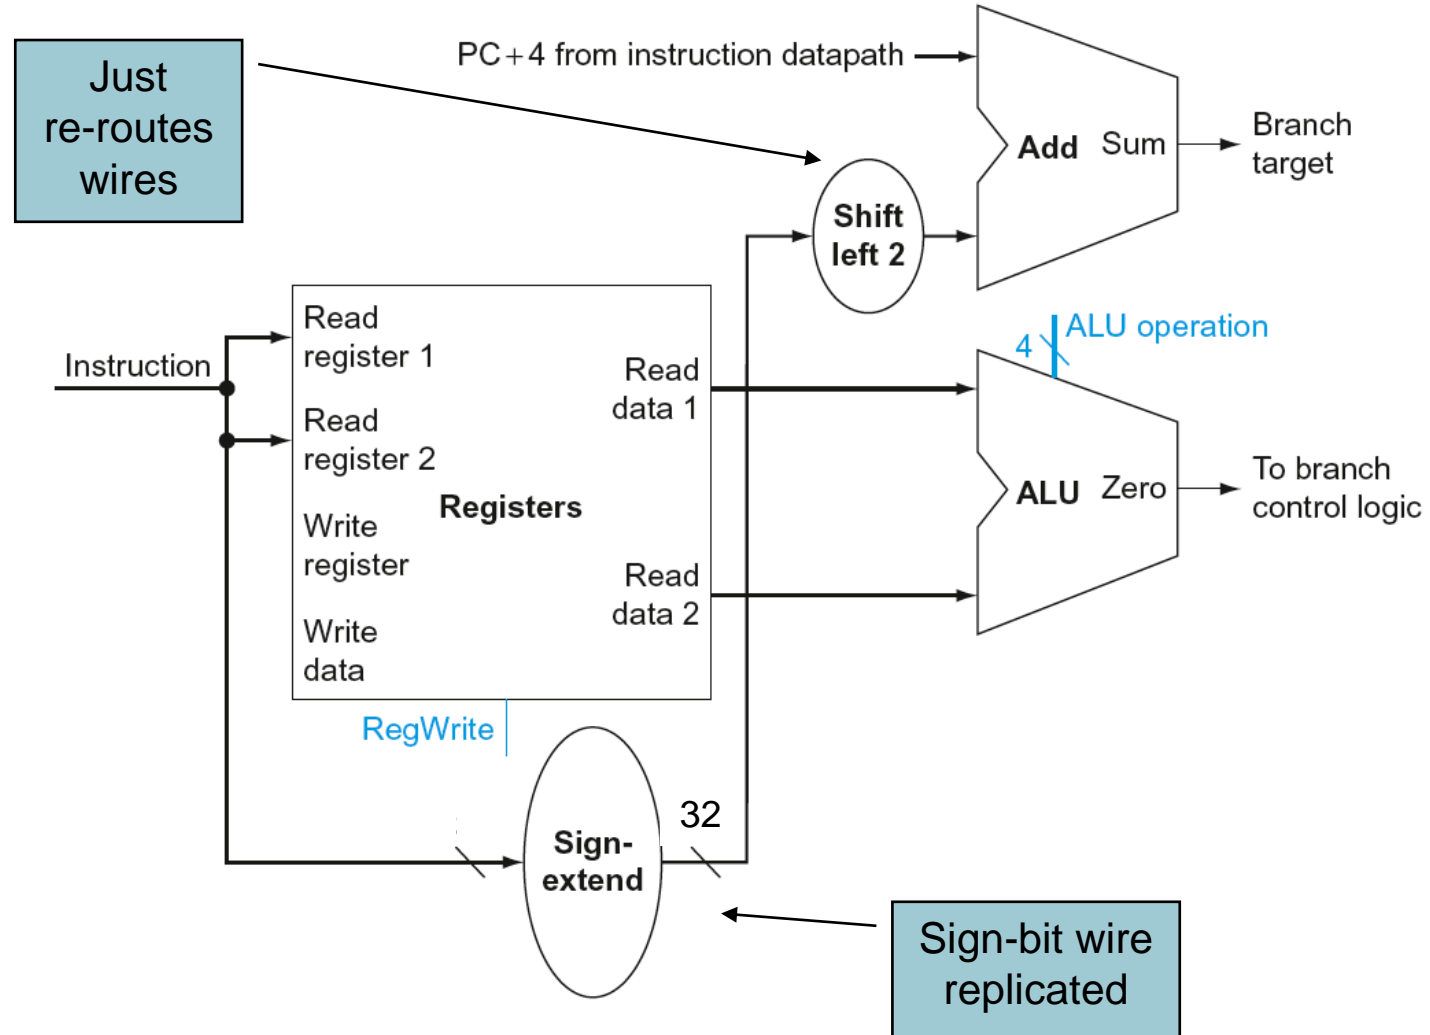 Just
re-routes
wires
PC+4 from instruction datapath
Add Sum
Branch
target
Shift
left 2
ALU operation
4
Instruction
Read
register 1
Read
register 2
Write
register
Write
data
Registers
Read
data 1
Read
data 2
ALU Zero
To branch
control logic
RegWrite
Sign-
extend
32
Sign-bit wire
replicated